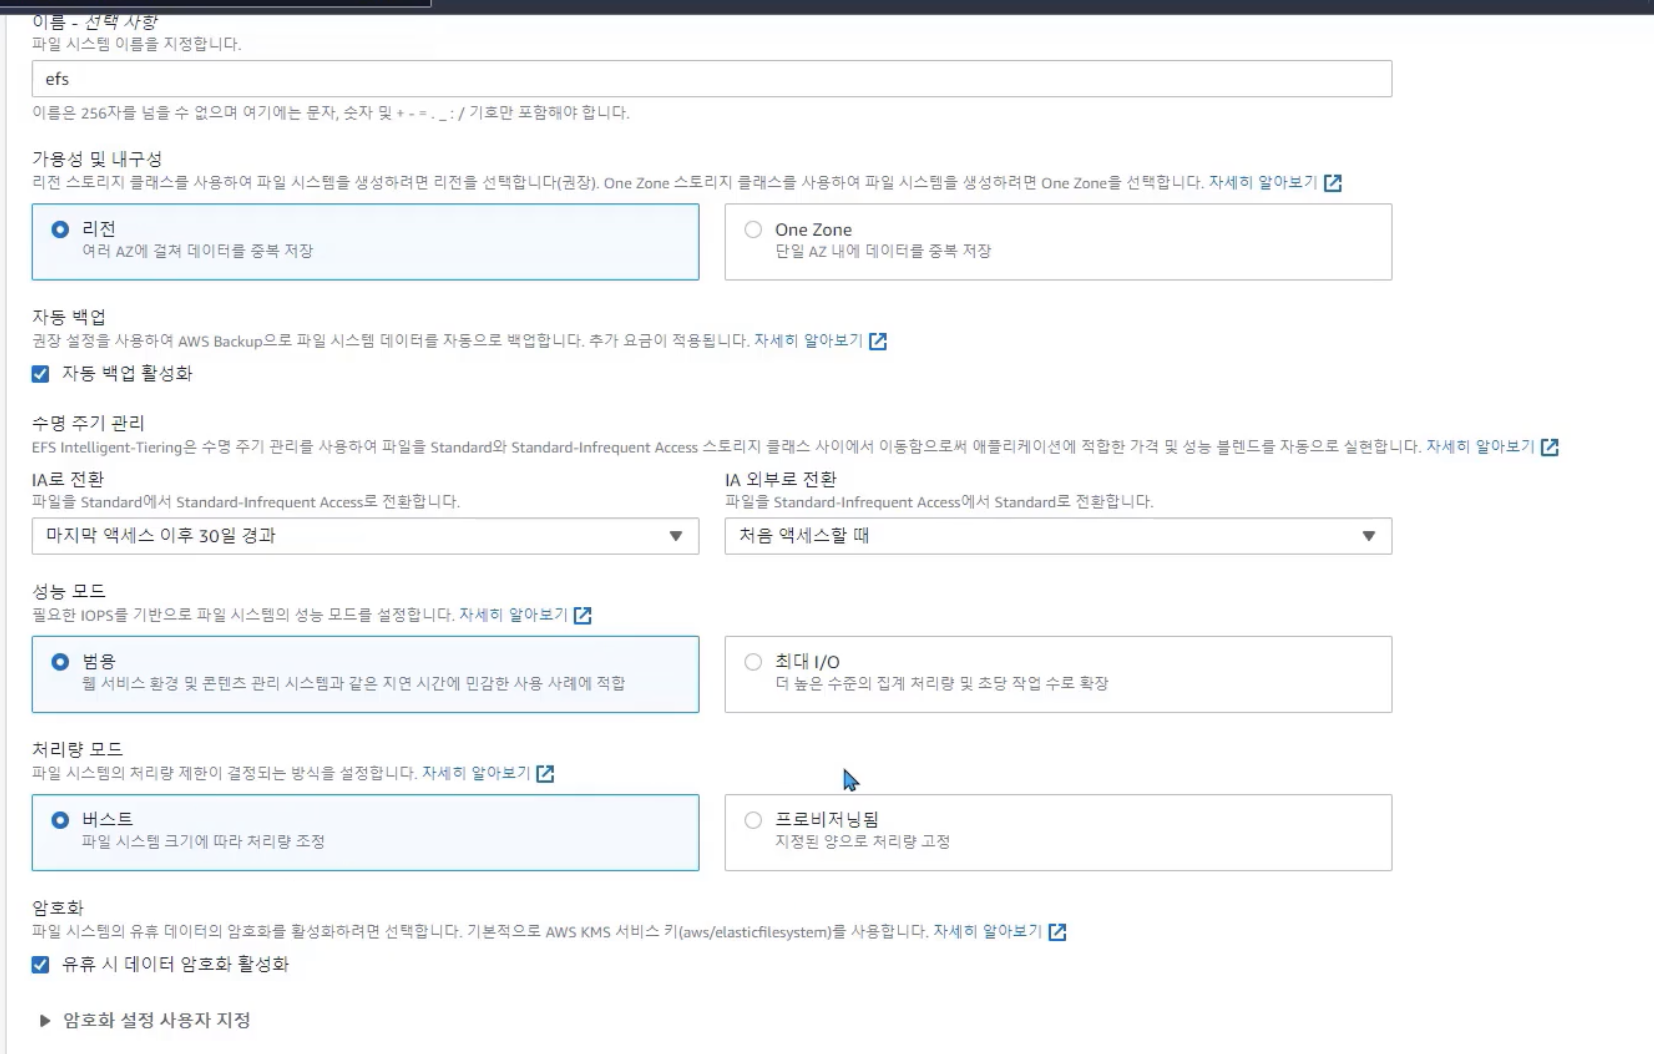 이름 - 선택 사항
파일 시스템 이름을 지정합니다.
efs
이름은 256자를 넘을 수 없으며 여기에는 문자, 숫자 및 + - = . _ : / 기호만 포함해야 합니다.
가용성 및 내구성
리전 스토리지 클래스를 사용하여 파일 시스템을 생성하려면 리전을 선택합니다(권장). One Zone 스토리지 클래스를 사용하여 파일 시스템을 생성하려면 One Zone을 선택합니다. 자세히 알아보기
리전
여러 AZ에 걸쳐 데이터를 중복 저장
One Zone
단일 AZ 내에 데이터를 중복 저장
자동 백업
권장 설정을 사용하여 AWS Backup으로 파일 시스템 데이터를 자동으로 백업합니다. 추가 요금이 적용됩니다. 자세히 알아보기
자동 백업 활성화
수명 주기 관리
EFS Intelligent-Tiering은 수명 주기 관리를 사용하여 파일을 Standard와 Standard-Infrequent Access 스토리지 클래스 사이에서 이동함으로써 애플리케이션에 적합한 가격 및 성능 블렌드를 자동으로 실현합니다. 자세히 알아보기
IA로 전환
파일을 Standard에서 Standard-Infrequent Access로 전환합니다.
마지막 액세스 이후 30일 경과
IA 외부로 전환
파일을 Standard-Infrequent Access에서 Standard로 전환합니다.
처음 액세스할 때
성능 모드
필요한 IOPS를 기반으로 파일 시스템의 성능 모드를 설정합니다. 자세히 알아보기
범용
웹 서비스 환경 및 콘텐츠 관리 시스템과 같은 지연 시간에 민감한 사용 사례에 적합
최대 I/O
더 높은 수준의 집계 처리량 및 초당 작업 수로 확장
처리량 모드
파일 시스템의 처리량 제한이 결정되는 방식을 설정합니다. 자세히 알아보기
버스트
파일 시스템 크기에 따라 처리량 조정
프로비저닝됨
지정된 양으로 처리량 고정
암호화
파일 시스템의 유휴 데이터의 암호화를 활성화하려면 선택합니다. 기본적으로 AWS KMS 서비스 키(aws/elasticfilesystem)를 사용합니다. 자세히 알아보기
유휴 시 데이터 암호화 활성화
암호화 설정 사용자 지정